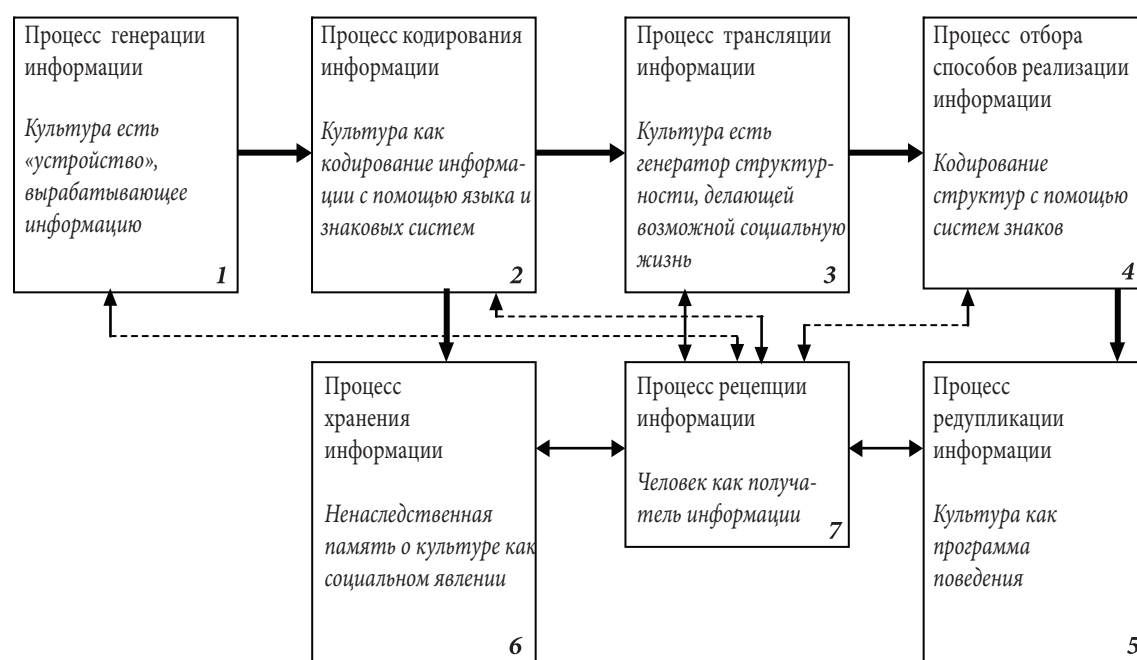 Процесс генерации
информации
Культура есть
«устройство»,
вырабатывающее
информацию
1
Процесс кодирования
информации
Культура как
кодирование информа-
ции с помощью языка и
знаковых систем
2
Процесс трансляции
информации
Культура есть
генератор структур-
ности, делающей
возможной социальную
жизнь
3
Процесс отбора
способов реализации
информации
Кодирование
структур с помощью
систем знаков
4
Процесс
хранения
информации
Ненаследственная
память о культуре как
социальном явлении
6
Процесс рецепции
информации
Человек как получа-
тель информации
7
Процесс
редупликации
информации
Культура как
программа
поведения
5